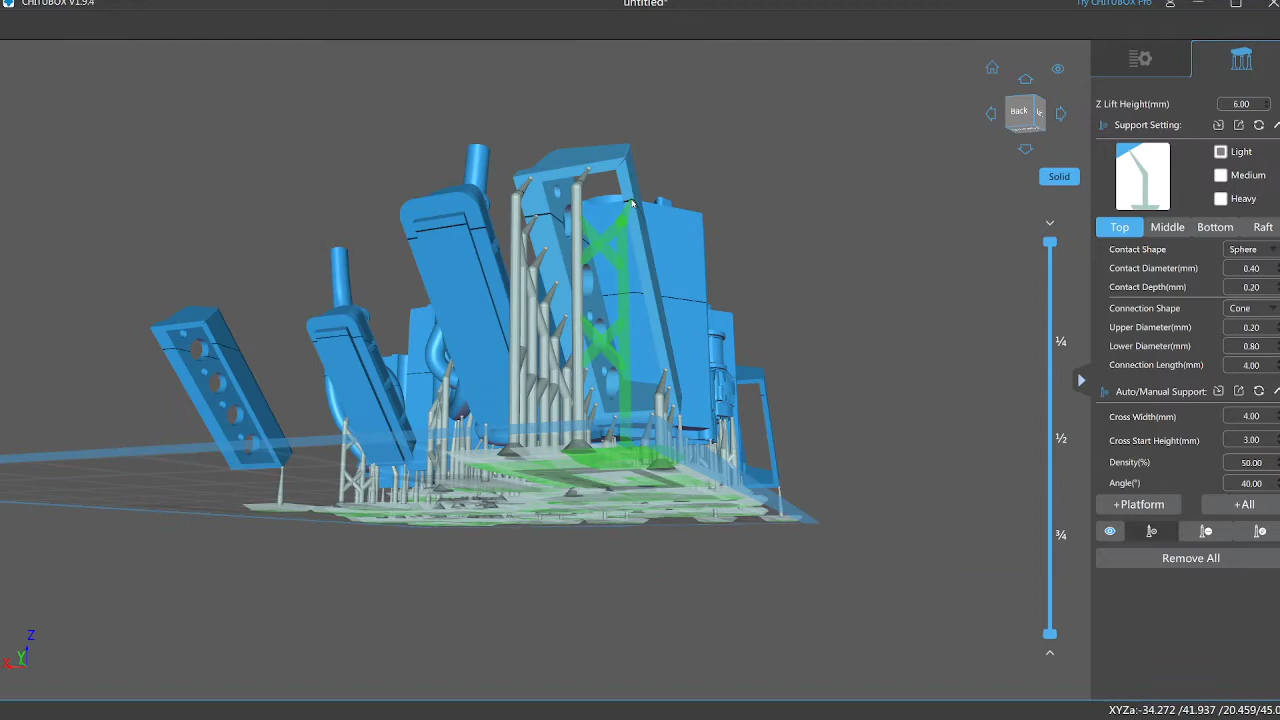 CHITUBOX V1.9.4
untitled*
Try CHITUBOX Pro
Z Lift Height(mm) 6.00
Back
Support Setting:
Light
Solid
Medium
Heavy
Top Middle Bottom Raft
Contact Shape Sphere
Contact Diameter(mm) 0.40
Contact Depth(mm) 0.20
Connection Shape Cone
Upper Diameter(mm) 0.20
¼
Lower Diameter(mm) 0.80
Connection Length(mm) 4.00
Auto/Manual Support:
Cross Width(mm) 4.00
½
Cross Start Height(mm) 3.00
Density(%) 50.00
Angle(°) 40.00
+Platform +All
¾
Remove All
Z
X Y
XYZa:-34.272 /41.937 /20.459/45.0